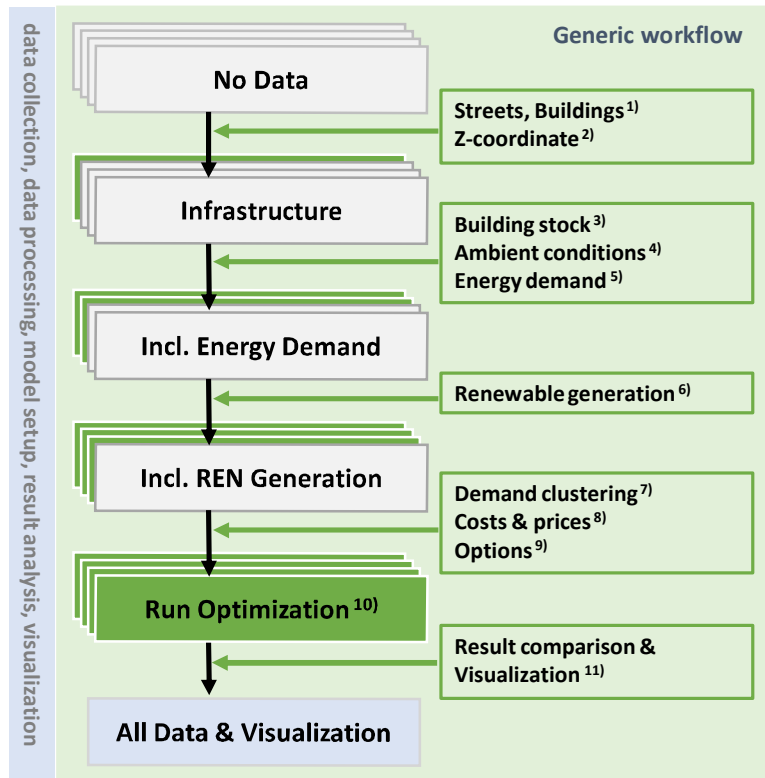 Generic workflow
data collection, data processing, model setup, result analysis, visualization
No Data
Streets, Buildings 1)
Z-coordinate 2)
Infrastructure
Building stock 3)
Ambient conditions 4)
Energy demand 5)
Incl. Energy Demand
Renewable generation 6)
Incl. REN Generation
Demand clustering 7)
Costs & prices 8)
Options 9)
Run Optimization 10)
Result comparison &
Visualization 11)
All Data & Visualization